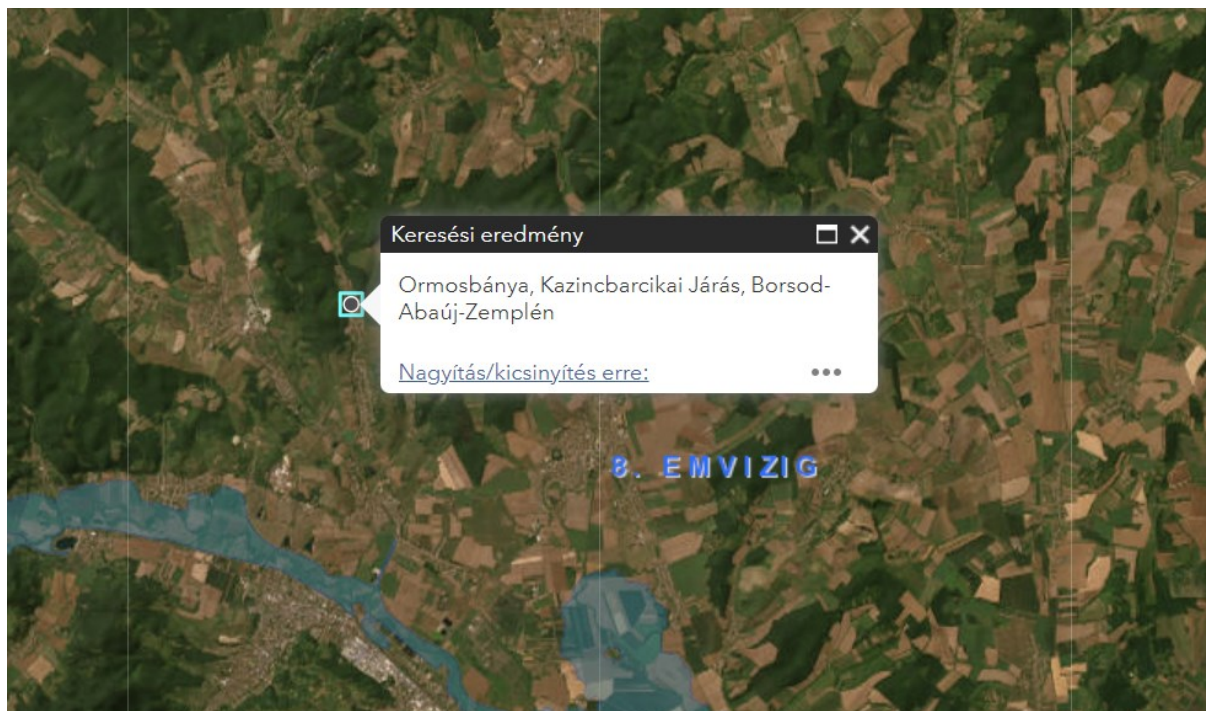 Keresési eredmény
Ormosbánya, Kazincbarcikai Járás, Borsod-
Abaúj-Zemplén
Nagyítás/kicsinyítés erre:
8. EMVIZIG